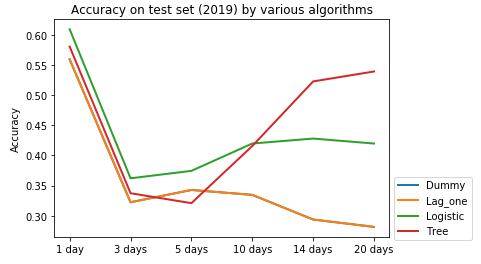 Accuracy on test set (2019) by various algorithms
Accuracy
0.60
0.55
0.50
0.45
0.40
0.35
0.30
1 day 3 days 5 days 10 days 14 days 20 days
Dummy
Lag_one
Logistic
Tree